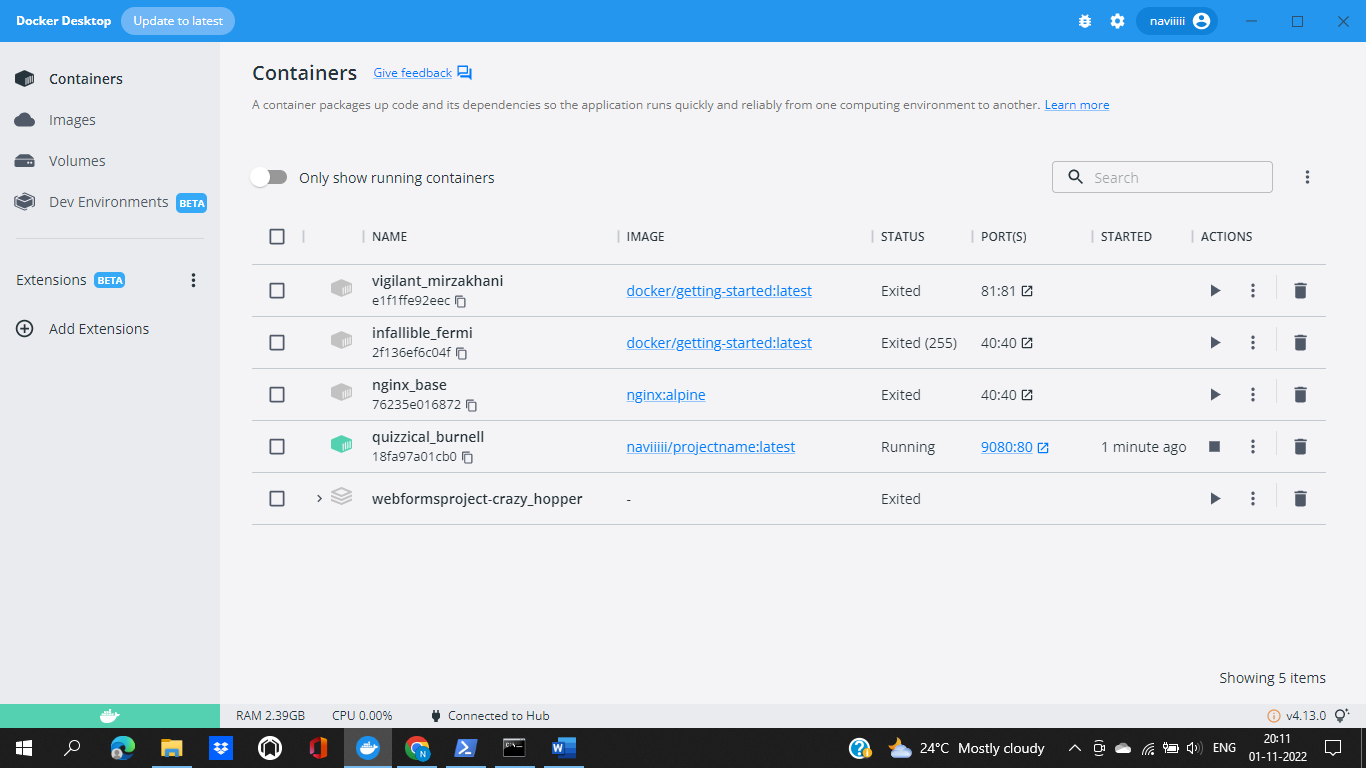 Docker Desktop Update to latest naviiiii
Containers
Images
Volumes
Dev Environments BETA
Extensions BETA
Add Extensions
Containers Give feedback
A container packages up code and its dependencies so the application runs quickly and reliably from one computing environment to another. Learn more
Only show running containers Search
NAME IMAGE STATUS PORT(S) STARTED ACTIONS
vigilant_mirzakhani
e1f1ffe92eec docker/getting-started:latest Exited 81:81
infallible_fermi
2f136ef6c04f docker/getting-started:latest Exited (255) 40:40
nginx_base
76235e016872 nginx:alpine Exited 40:40
quizzical_burnell
18fa97a01cb0 naviiiii/projectname:latest Running 9080:80 1 minute ago
webformsproject-crazy_hopper - Exited
Showing 5 items
RAM 2.39GB CPU 0.00% Connected to Hub v4.13.0
24°C Mostly cloudy ENG 20:11
01-11-2022